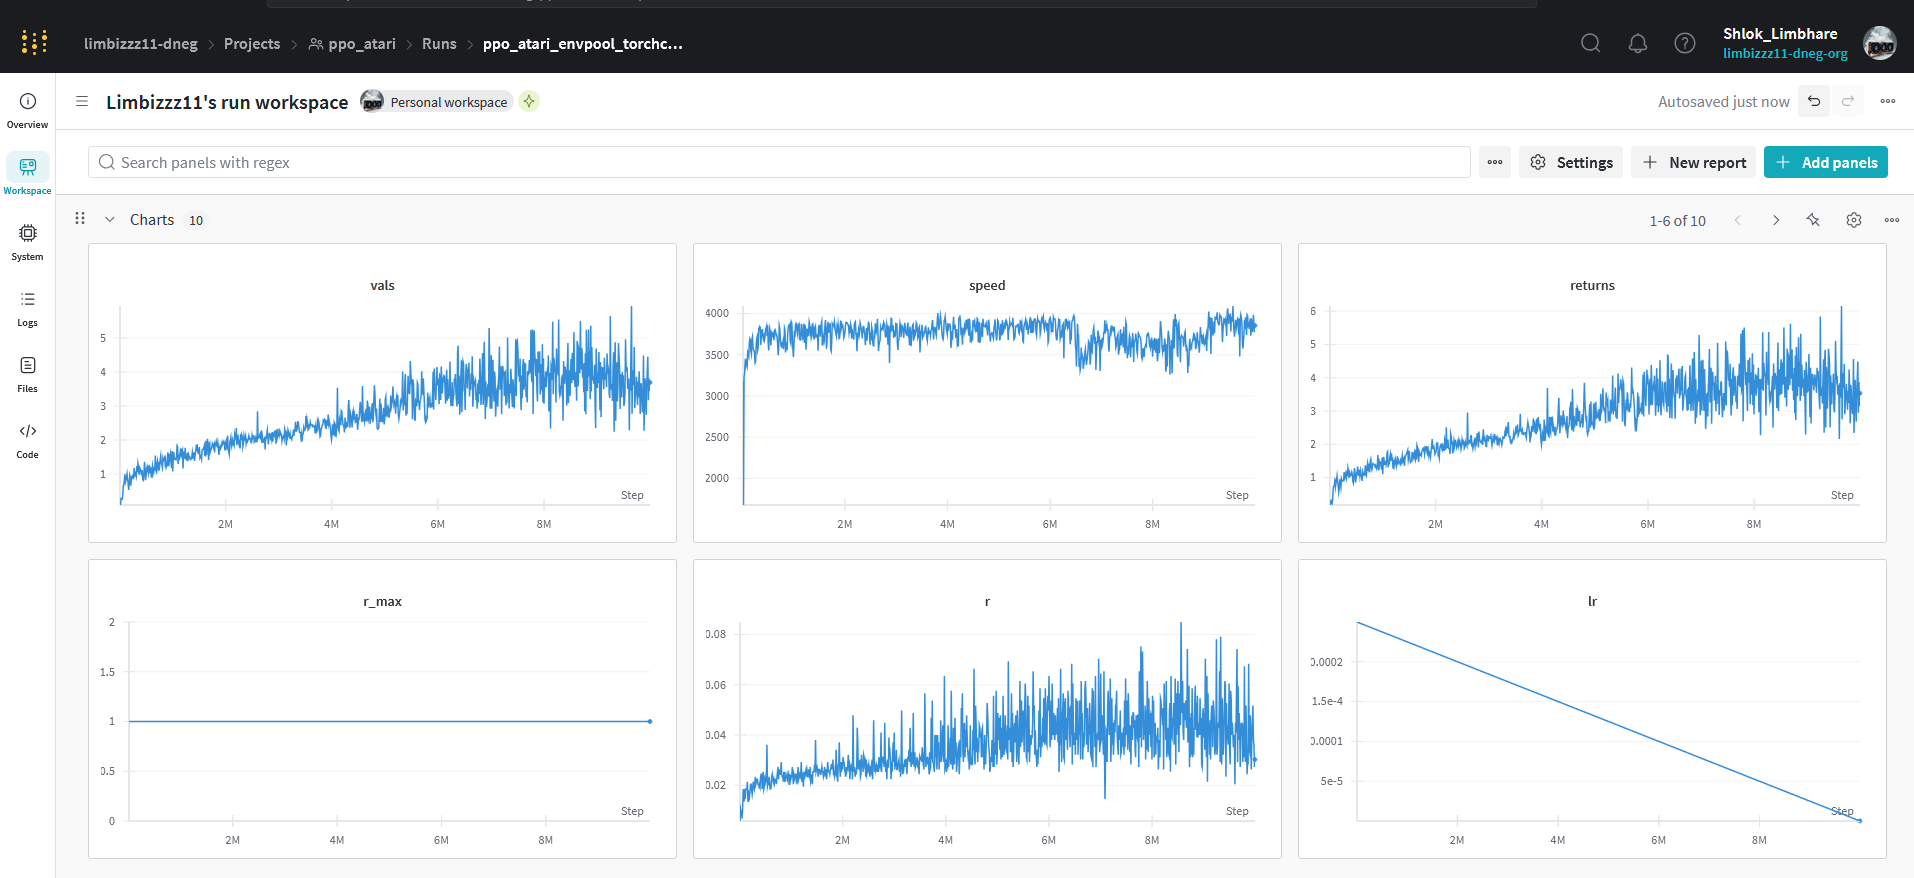 limbizzz11-dneg > Projects > ppo_atari > Runs > ppo_atari_envpool_torchc...
Shlok_Limbhare
limbizzz11-dneg-org
Overview
Workspace
System
Logs
Files
Code
Limbizzz11's run workspace Personal workspace
Autosaved just now
Search panels with regex
Settings
New report
Add panels
Charts 10
1-6 of 10
vals
5
4
3
2
1
Step
2M 4M 6M 8M
speed
4000
3500
3000
2500
2000
Step
2M 4M 6M 8M
returns
6
5
4
3
2
1
Step
2M 4M 6M 8M
r_max
2
1.5
1
0.5
0
Step
2M 4M 6M 8M
r
0.08
0.06
0.04
0.02
Step
2M 4M 6M 8M
lr
0.0002
1.5e-4
0.0001
5e-5
Step
2M 4M 6M 8M